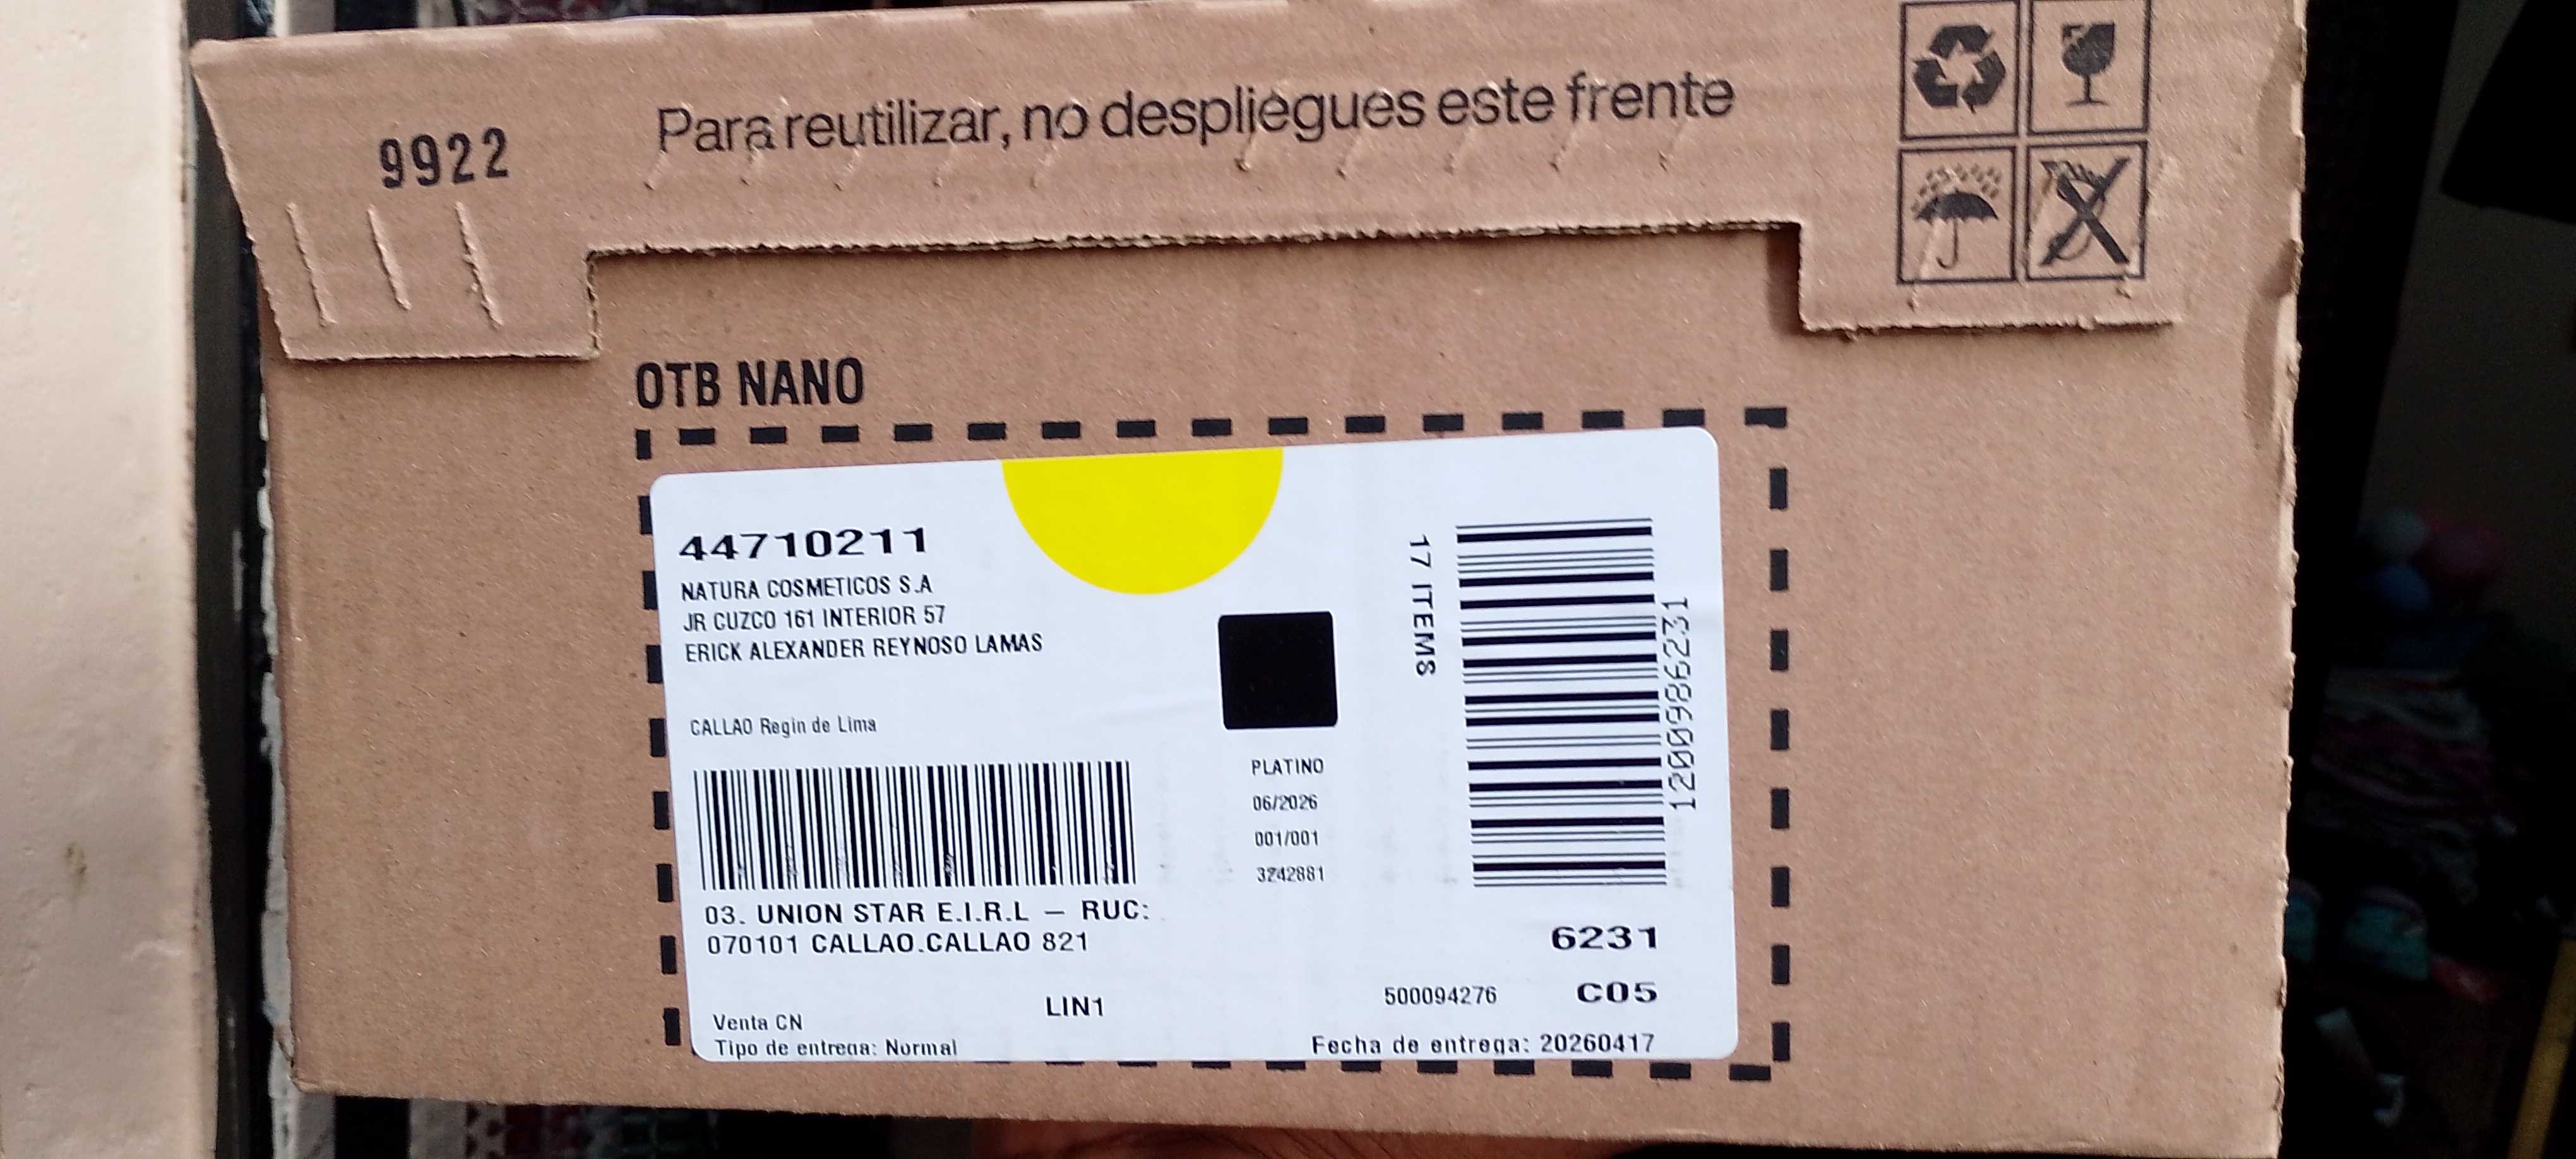 9922
Para reutilizar, no despliegues este frente
OTB NANO
44710211
NATURA COSMETICOS S.A
JR CUZCO 161 INTERIOR 57
ERICK ALEXANDER REYNOSO LAMAS
CALLAO Regin de Lima
17 ITEMS
12000986231
PLATINO
06/2026
001/001
3242881
03. UNION STAR E.I.R.L – RUC:
070101 CALLAO.CALLAO 821
6231
LIN1
500094276 C05
Venta CN
Tipo de entrega: Normal
Fecha de entrega: 20260417